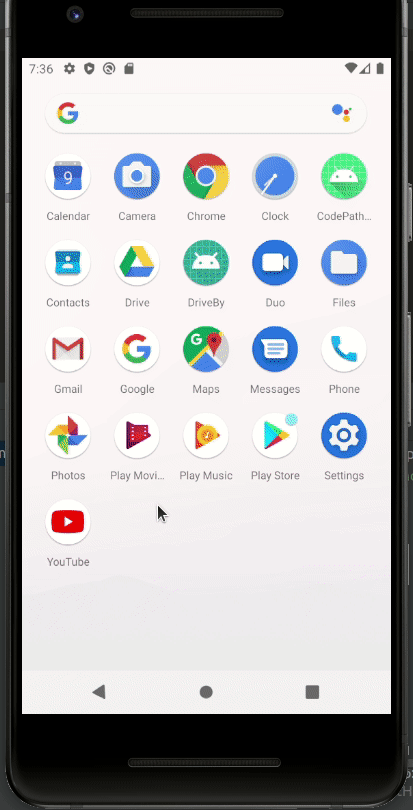 7:36
Calendar Camera Chrome Clock CodePath...
Contacts Drive DriveBy Duo Files
Gmail Google Maps Messages Phone
Photos Play Movi... Play Music Play Store Settings
YouTube